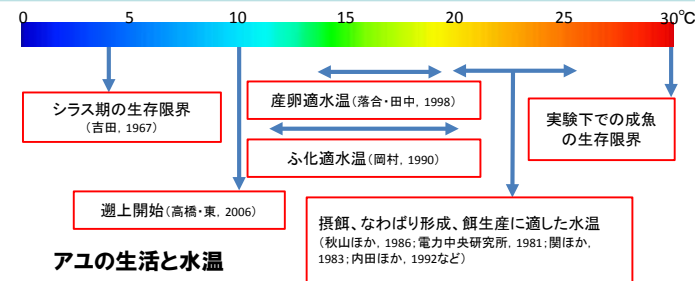 0 5 10 15 20 25 30℃
シラス期の生存限界
(吉田, 1967)
産卵適水温(落合・田中, 1998)
実験下での成魚
の生存限界
ふ化適水温(岡村, 1990)
遡上開始(高橋・東, 2006)
摂餌、なわばり形成、餌生産に適した水温
(秋山ほか, 1986;電力中央研究所, 1981;関ほか,
1983;内田ほか, 1992など)
アユの生活と水温